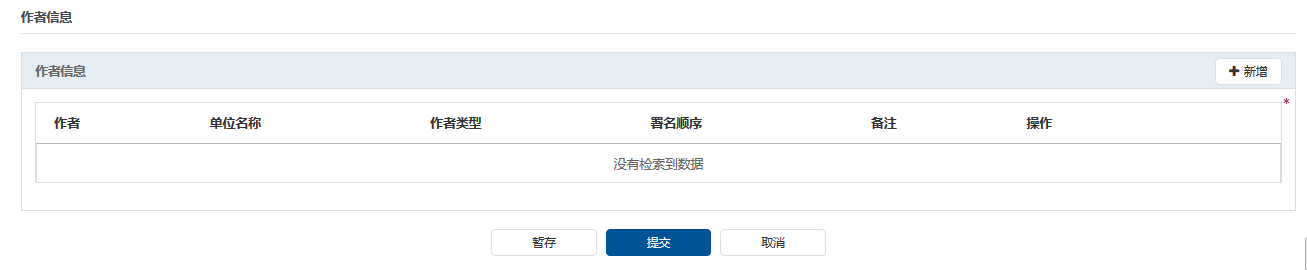 作者信息
作者信息
✚ 新增
*
作者 单位名称 作者类型 署名顺序 备注 操作
没有检索到数据
暂存 提交 取消